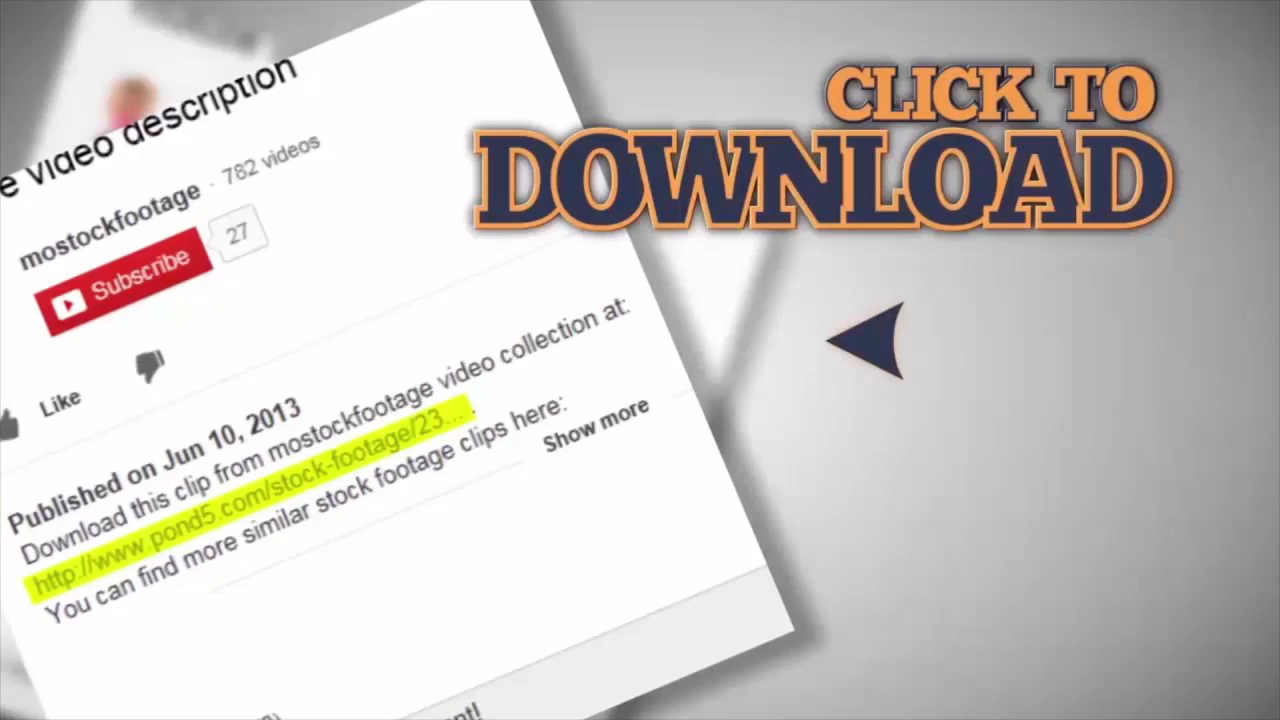 CLICK TO
DOWNLOAD
e video description
mostockfootage · 782 videos
Subscribe
27
Like
Published on Jun 10, 2013
Download this clip from mostockfootage video collection at:
http://www.pond5.com/stock-footage/23... .
You can find more similar stock footage clips here:
Show more